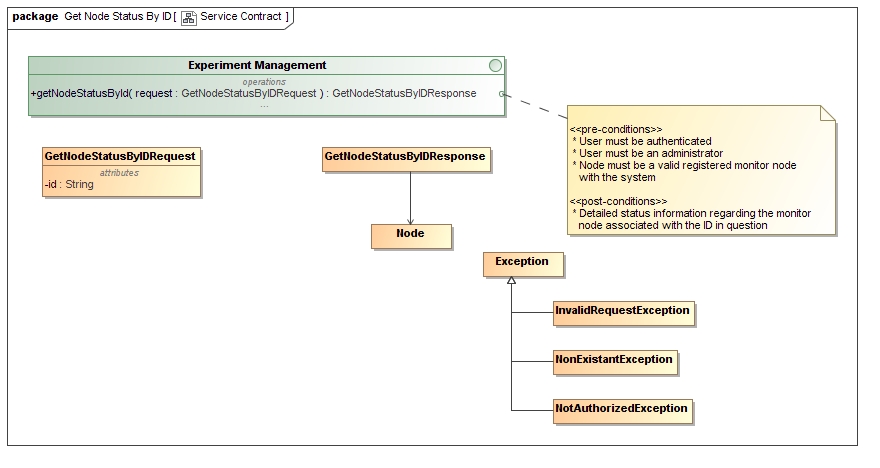 package Get Node Status By ID [ Service Contract ]
Experiment Management
operations
+getNodeStatusById( request : GetNodeStatusByIDRequest ) : GetNodeStatusByIDResponse
...
<<pre-conditions>>
* User must be authenticated
* User must be an administrator
* Node must be a valid registered monitor node
with the system
<<post-conditions>>
* Detailed status information regarding the monitor
node associated with the ID in question
GetNodeStatusByIDRequest
attributes
-id : String
GetNodeStatusByIDResponse
Node
Exception
InvalidRequestException
NonExistantException
NotAuthorizedException